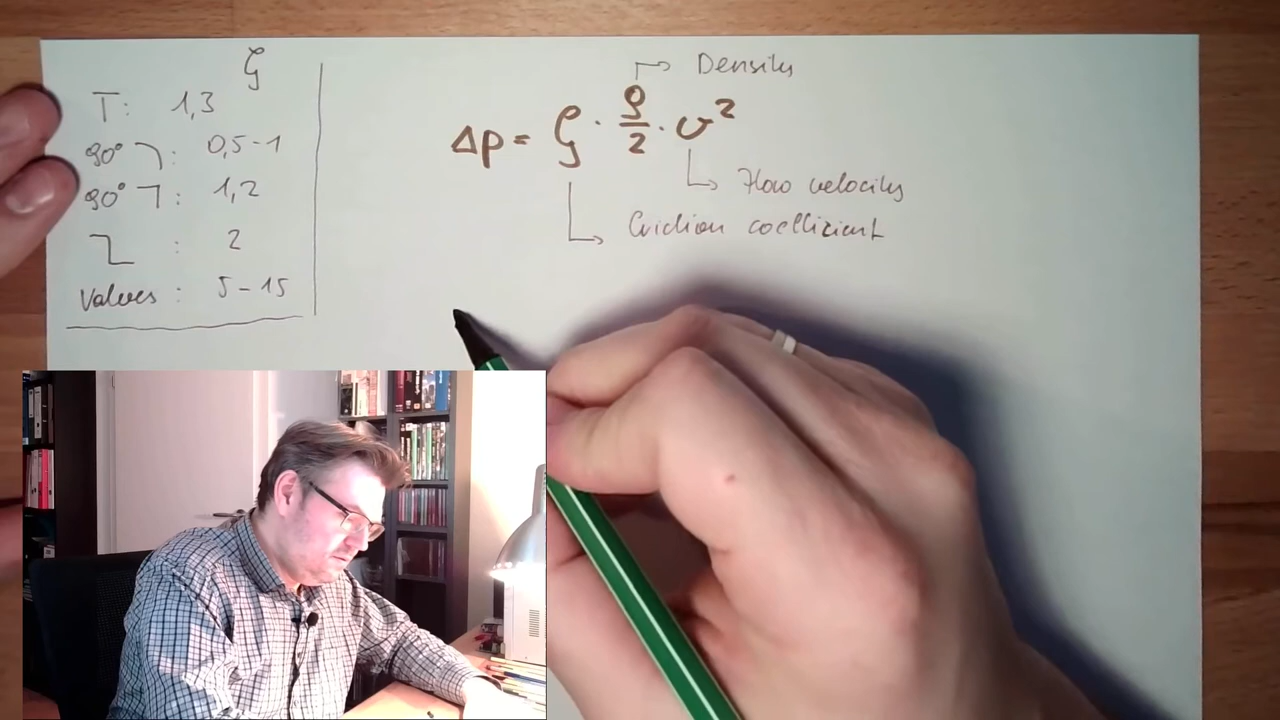 ζ
T: 1,3
90° ⌝: 0,5-1
90° ⌝: 1,2
: 2
Valves: 5-15
Density
Δp = ζ · ρ/2 · v²
Flow velocity
Friction coefficient